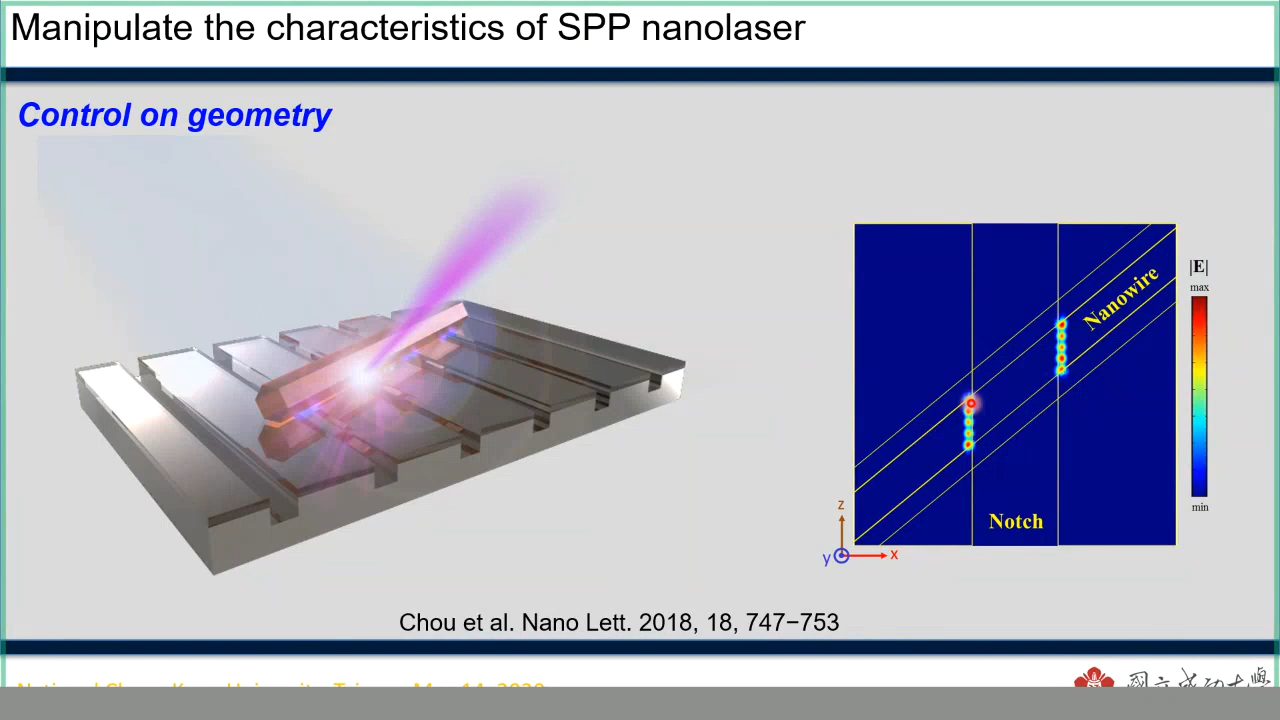 Manipulate the characteristics of SPP nanolaser
Control on geometry
|E|
max
Nanowire
Notch
min
z
y
x
Chou et al. Nano Lett. 2018, 18, 747−753
國立成功大學